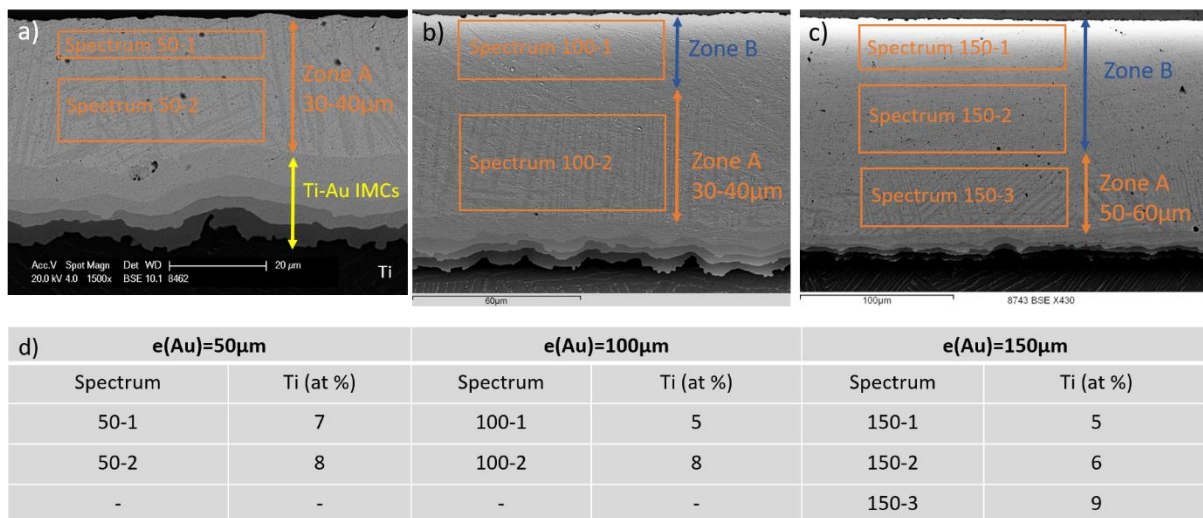 a)
Spectrum 50-1
Spectrum 50-2
Zone A
30-40µm
Ti-Au IMCs
Acc.V Spot Magn Det WD 20 µm
20.0 kV 4.0 1500x BSE 10.1 8462
Ti
b)
Spectrum 100-1
Zone B
Spectrum 100-2
Zone A
30-40µm
60µm
c)
Spectrum 150-1
Zone B
Spectrum 150-2
Spectrum 150-3
Zone A
50-60µm
100µm 8743 BSE X430
d) e(Au)=50µm e(Au)=100µm e(Au)=150µm
Spectrum Ti (at %) Spectrum Ti (at %) Spectrum Ti (at %)
50-1 7 100-1 5 150-1 5
50-2 8 100-2 8 150-2 6
- - - - 150-3 9